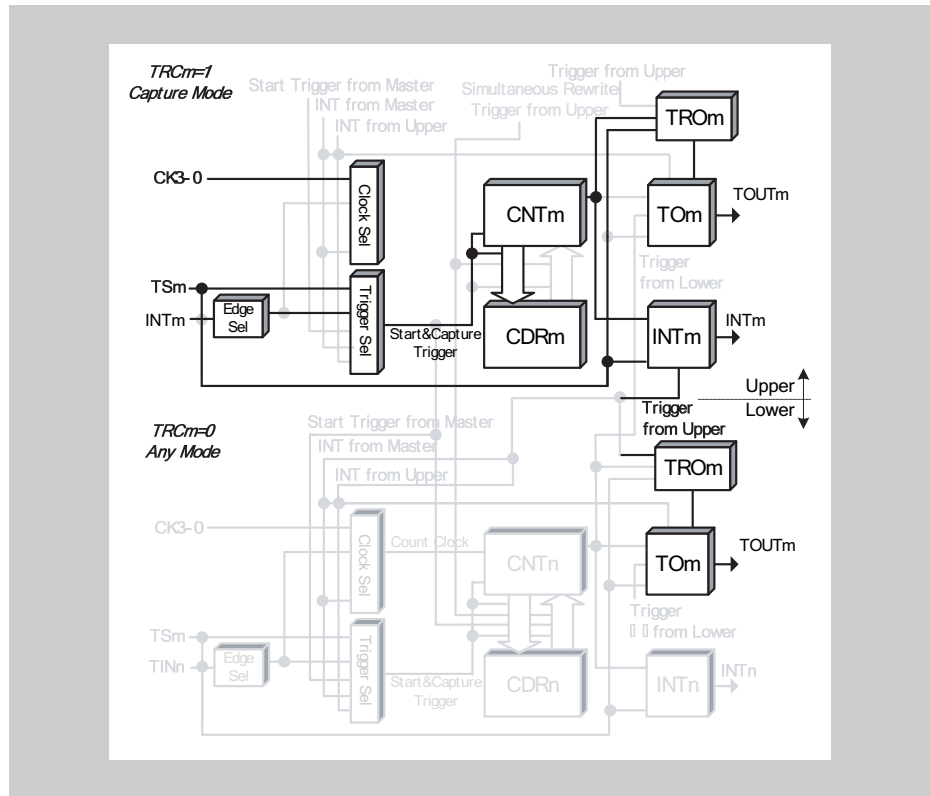 TRCm=1
Capture Mode
Start Trigger from Master
INT from Master
INT from Upper
Trigger from Upper
Simultaneous Rewrite
Trigger from Upper
TROm
CK3-0
Clock Sel
CNTm
TOm
TOUTm
Trigger
from Lower
TSm
INTm
Edge
Sel
Trigger Sel
Start&Capture
Trigger
CDRm
INTm
INTm
Upper
Lower
Trigger
from Upper
TRCm=0
Any Mode
Start Trigger from Master
INT from Master
INT from Upper
TROm
CK3-0
Clock Sel
Count Clock
CNTn
TOm
TOUTm
Trigger
from Lower
TSm
TINn
Edge
Sel
Trigger Sel
Start&Capture
Trigger
CDRn
INTn
INTn